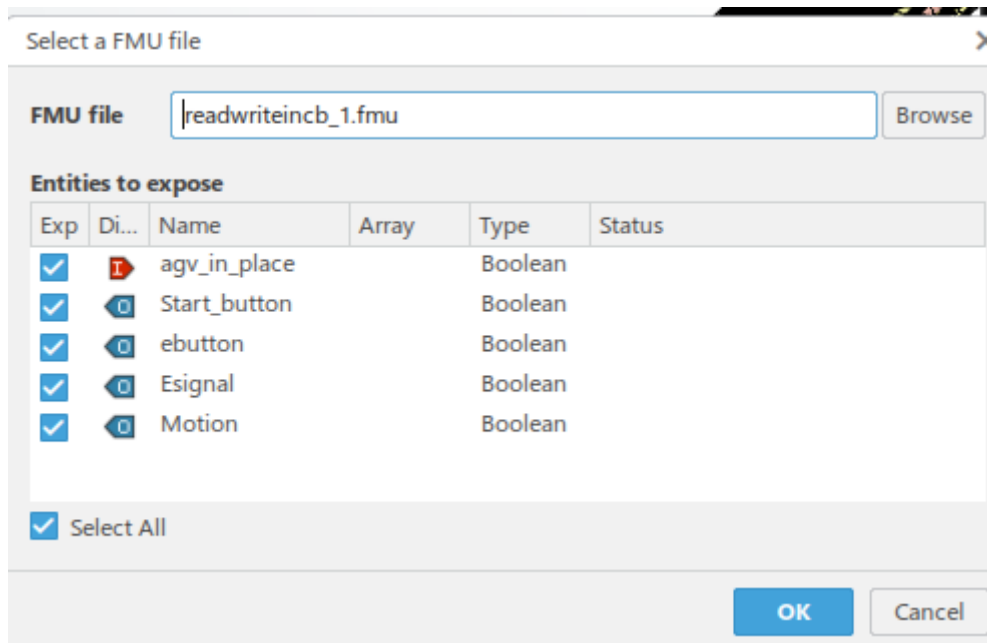 Select a FMU file
FMU file readwriteincb_1.fmu Browse
Entities to expose
Exp Di... Name Array Type Status
I agv_in_place Boolean
O Start_button Boolean
O ebutton Boolean
O Esignal Boolean
O Motion Boolean
Select All
OK Cancel